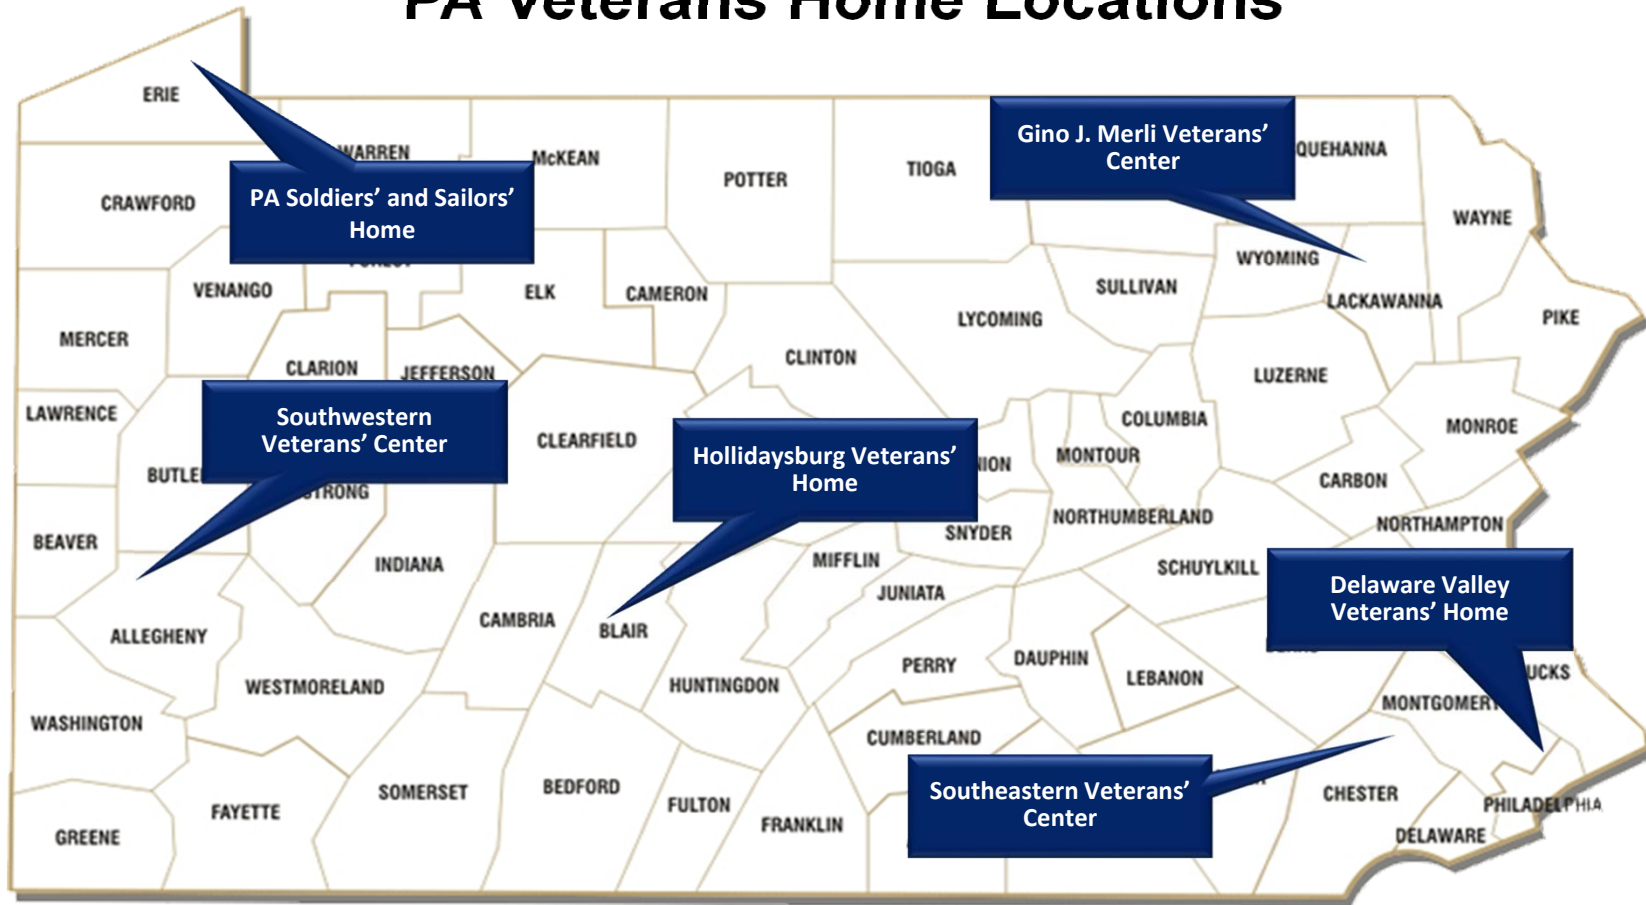 PA Veterans Home Locations
ERIE
WARREN
McKEAN
POTTER
TIOGA
Gino J. Merli Veterans’
Center
QUEHANNA
CRAWFORD
PA Soldiers’ and Sailors’
Home
WAYNE
WYOMING
VENANGO
ELK
CAMERON
SULLIVAN
LACKAWANNA
LYCOMING
PIKE
MERCER
CLINTON
CLARION
JEFFERSON
LUZERNE
LAWRENCE
Southwestern
Veterans’ Center
CLEARFIELD
COLUMBIA
MONROE
Hollidaysburg Veterans’
Home
NION
MONTOUR
BUTLE
STRONG
CARBON
NORTHUMBERLAND
NORTHAMPTON
SNYDER
BEAVER
MIFFLIN
INDIANA
SCHUYLKILL
JUNIATA
Delaware Valley
Veterans’ Home
CAMBRIA
BLAIR
ALLEGHENY
PERRY
DAUPHIN
LEBANON
UCKS
WESTMORELAND
HUNTINGDON
MONTGOMERY
WASHINGTON
CUMBERLAND
SOMERSET
BEDFORD
Southeastern Veterans’
Center
CHESTER
FULTON
PHILADELPHIA
FAYETTE
FRANKLIN
GREENE
DELAWARE